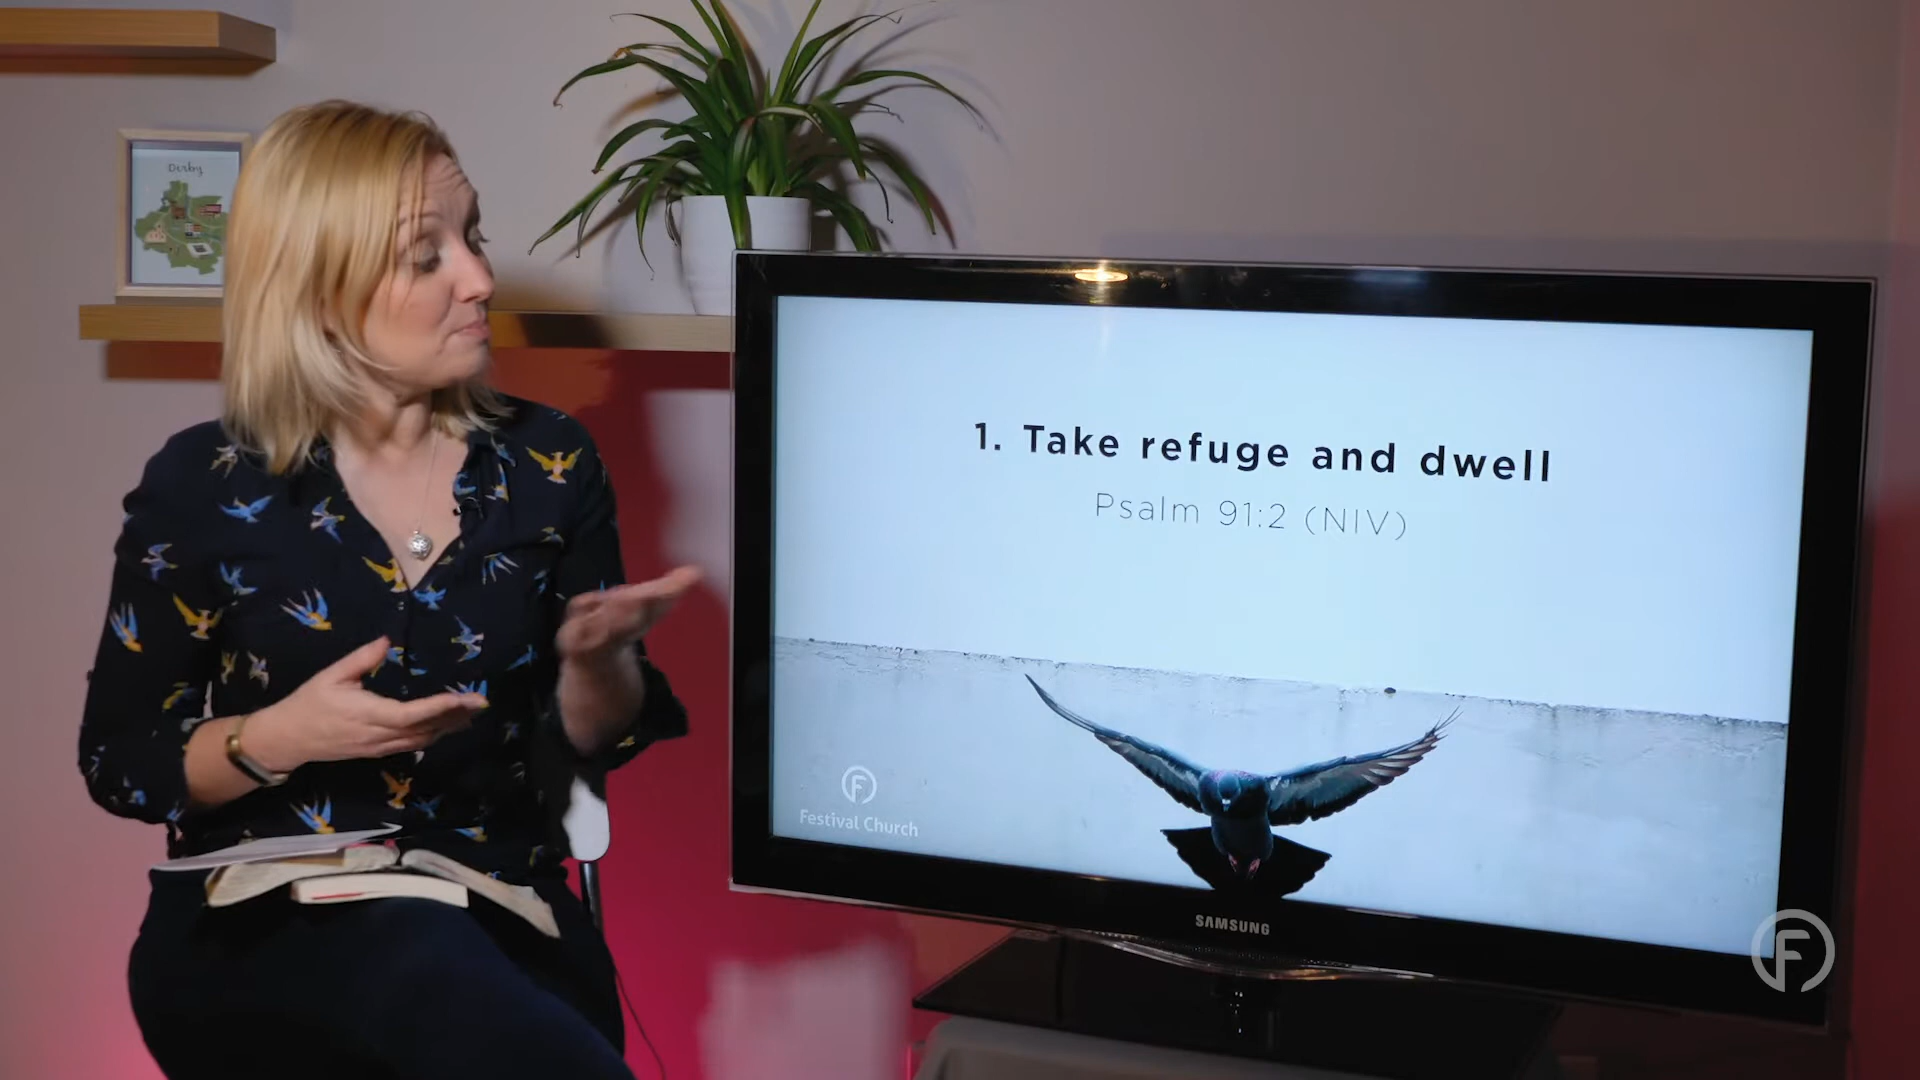 Derby
1. Take refuge and dwell
Psalm 91:2 (NIV)
F
Festival Church
SAMSUNG
F